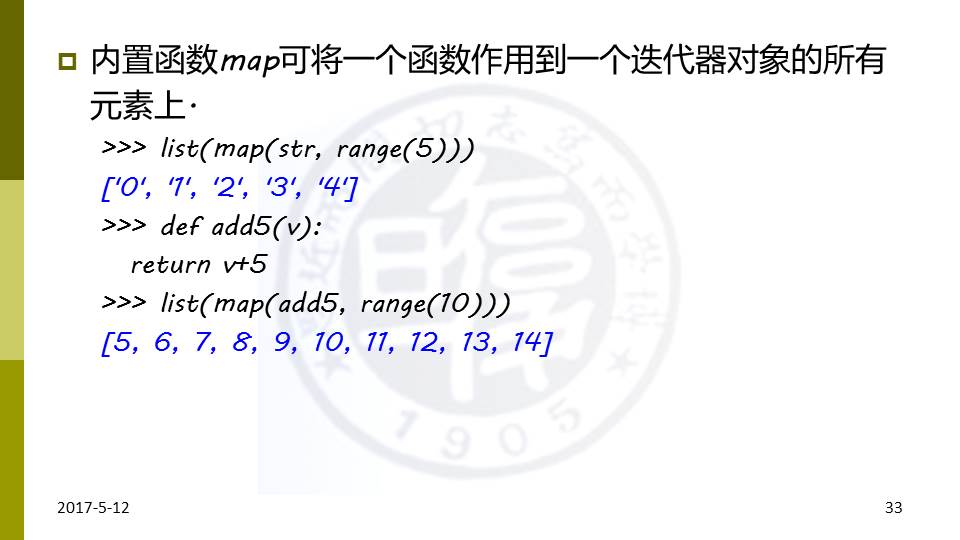 内置函数map可将一个函数作用到一个迭代器对象的所有
元素上.
>>> list(map(str, range(5)))
['0', '1', '2', '3', '4']
>>> def add5(v):
return v+5
>>> list(map(add5, range(10)))
[5, 6, 7, 8, 9, 10, 11, 12, 13, 14]
1905
2017-5-12
33